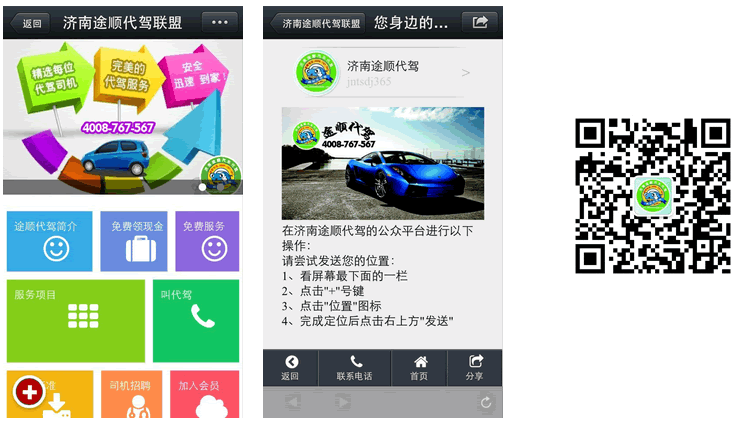 返回
济南途顺代驾联盟
精选每位
代驾司机
完美的
代驾服务
安全
迅速 到家!
4008-767-567
途顺代驾简介
免费领现金
免费服务
服务项目
叫代驾
准
司机招聘
加入会员
济南途顺代驾联盟
您身边的...
济南途顺代驾
jntsdj365
途顺代驾
4008-767-567
在济南途顺代驾的公众平台进行以下
操作:
请尝试发送您的位置:
1、看屏幕最下面的一栏
2、点击"+"号键
3、点击"位置"图标
4、完成定位后点击右上方"发送"
返回
联系电话
首页
分享